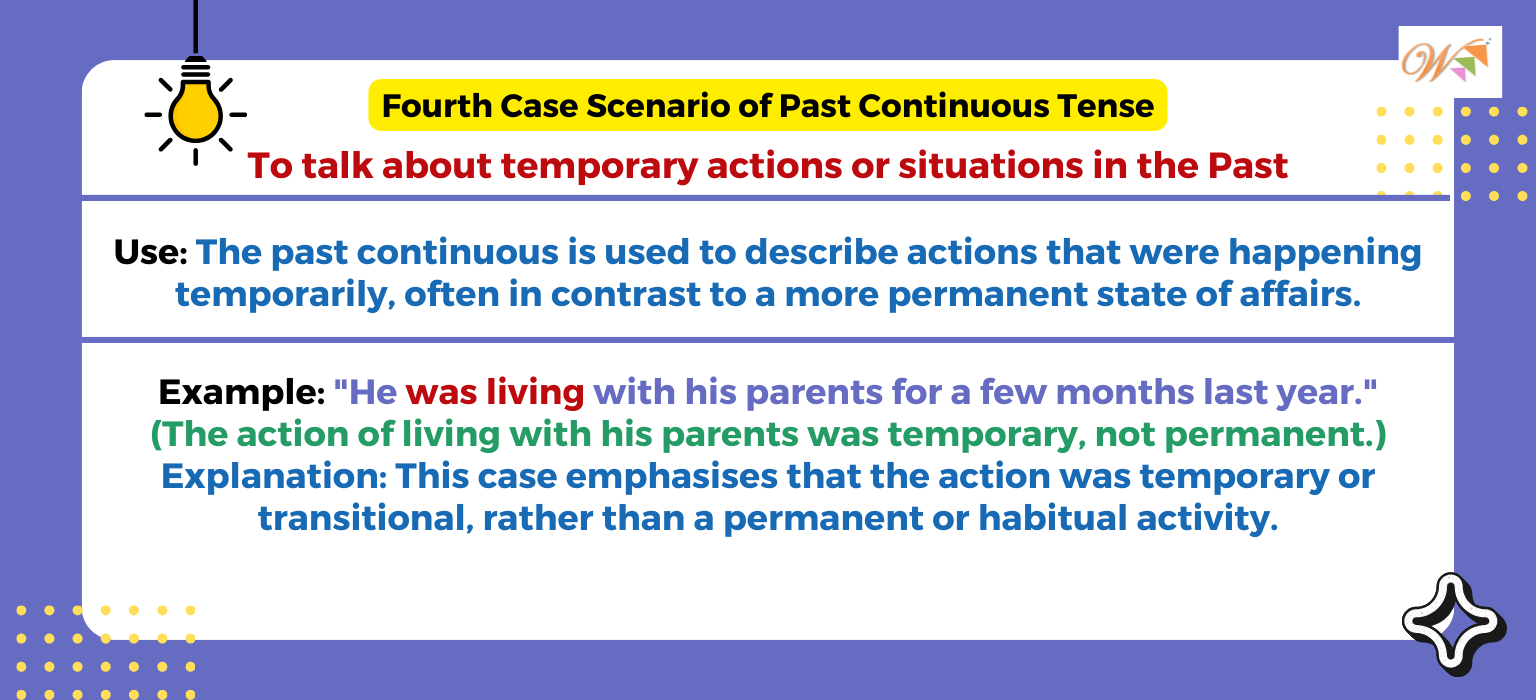 Fourth Case Scenario of Past Continuous Tense
To talk about temporary actions or situations in the Past
Use: The past continuous is used to describe actions that were happening
temporarily, often in contrast to a more permanent state of affairs.
Example: "He was living with his parents for a few months last year."
(The action of living with his parents was temporary, not permanent.)
Explanation: This case emphasises that the action was temporary or
transitional, rather than a permanent or habitual activity.
W